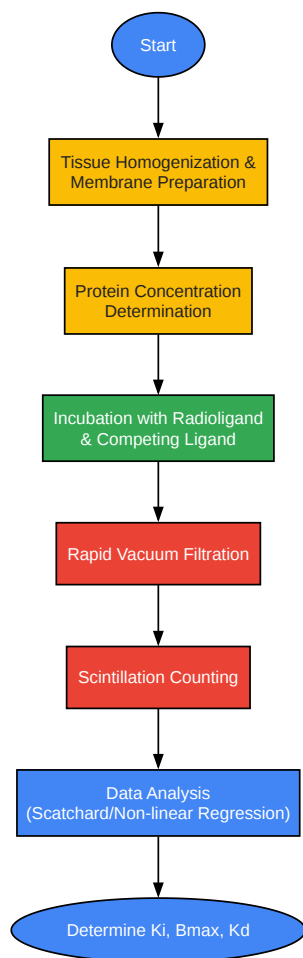 Start
Tissue Homogenization &
Membrane Preparation
Protein Concentration
Determination
Incubation with Radioligand
& Competing Ligand
Rapid Vacuum Filtration
Scintillation Counting
Data Analysis
(Scatchard/Non-linear Regression)
Determine Ki, Bmax, Kd